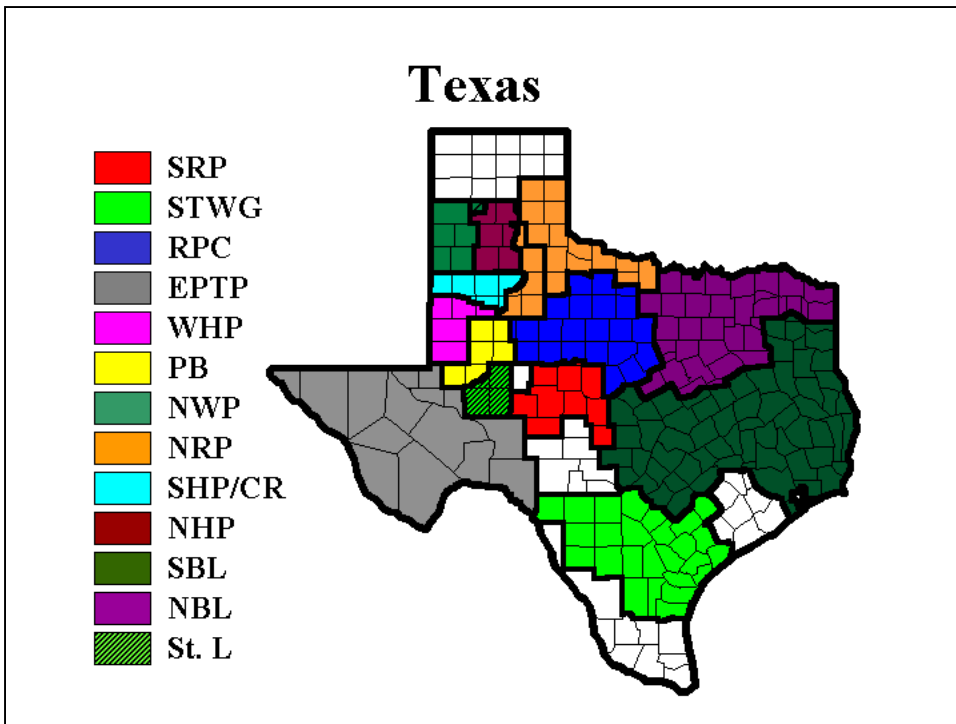 Texas
SRP
STWG
RPC
EPTP
WHP
PB
NWP
NRP
SHP/CR
NHP
SBL
NBL
St. L